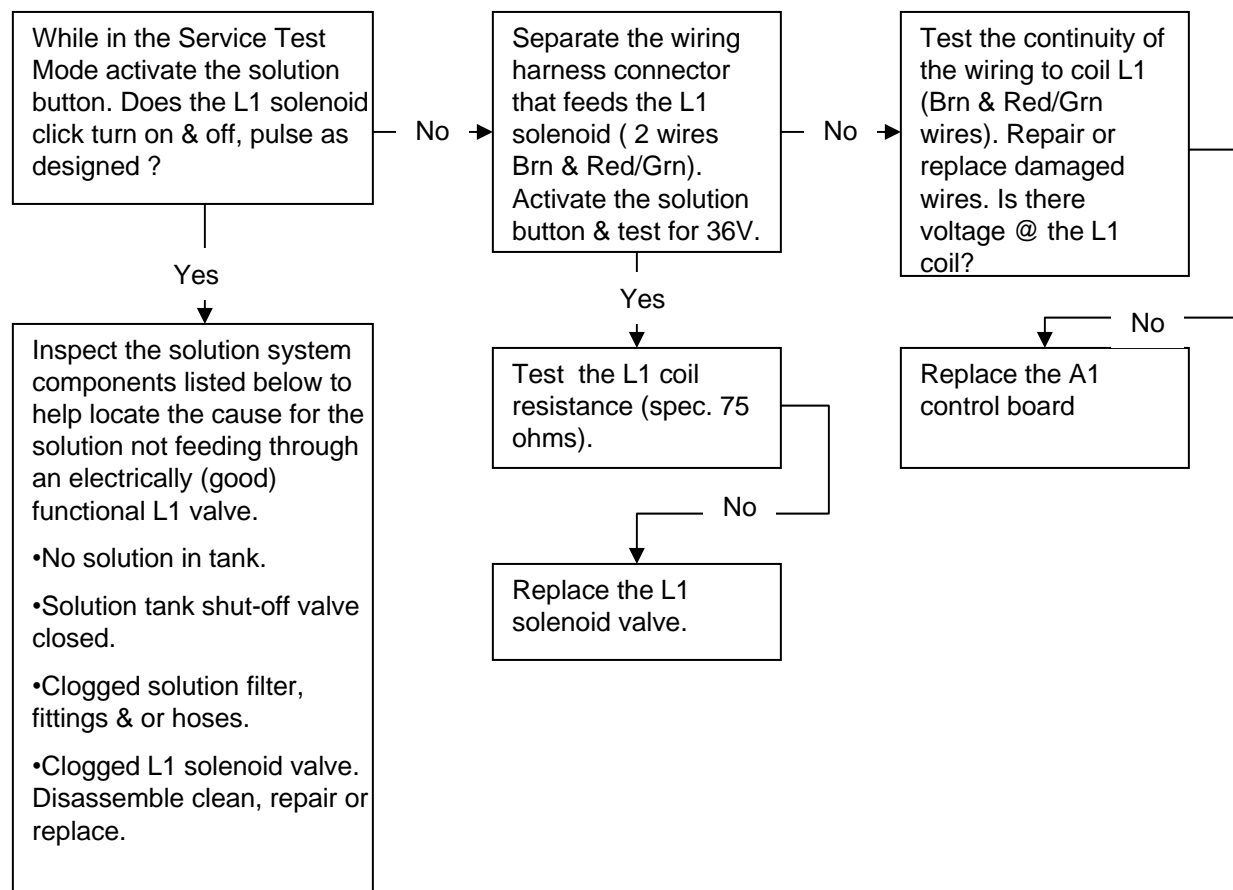 While in the Service Test
Mode activate the solution
button. Does the L1 solenoid
click turn on & off, pulse as
designed ?
No
Separate the wiring
harness connector
that feeds the L1
solenoid ( 2 wires
Brn & Red/Grn).
Activate the solution
button & test for 36V.
No
Test the continuity of
the wiring to coil L1
(Brn & Red/Grn
wires). Repair or
replace damaged
wires. Is there
voltage @ the L1
coil?
Yes
Yes
No
Inspect the solution system
components listed below to
help locate the cause for the
solution not feeding through
an electrically (good)
functional L1 valve.
•No solution in tank.
•Solution tank shut-off valve
closed.
•Clogged solution filter,
fittings & or hoses.
•Clogged L1 solenoid valve.
Disassemble clean, repair or
replace.
Test  the L1 coil
resistance (spec. 75
ohms).
No
Replace the L1
solenoid valve.
Replace the A1
control board